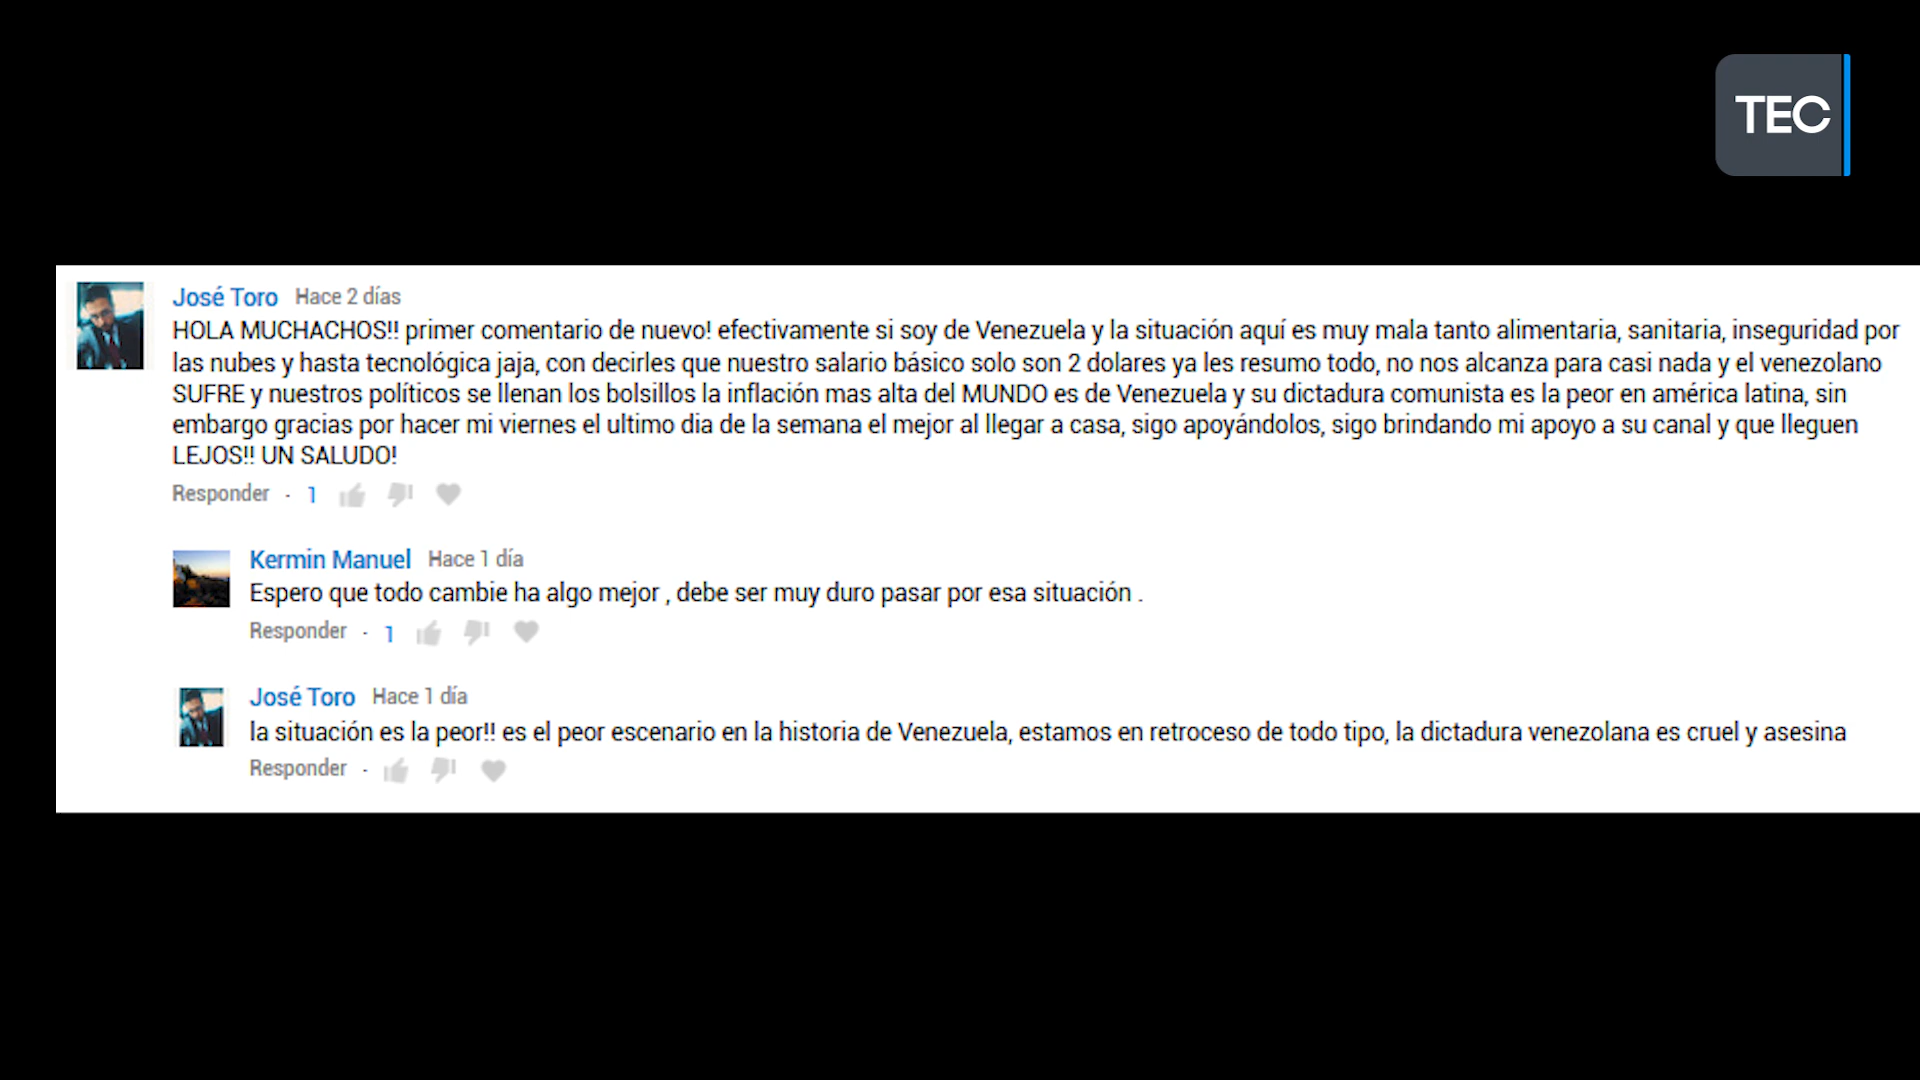 TEC
José Toro Hace 2 días
HOLA MUCHACHOS!! primer comentario de nuevo! efectivamente si soy de Venezuela y la situación aquí es muy mala tanto alimentaria, sanitaria, inseguridad por
las nubes y hasta tecnológica jaja, con decirles que nuestro salario básico solo son 2 dolares ya les resumo todo, no nos alcanza para casi nada y el venezolano
SUFRE y nuestros políticos se llenan los bolsillos la inflación mas alta del MUNDO es de Venezuela y su dictadura comunista es la peor en américa latina, sin
embargo gracias por hacer mi viernes el ultimo dia de la semana el mejor al llegar a casa, sigo apoyándolos, sigo brindando mi apoyo a su canal y que lleguen
LEJOS!! UN SALUDO!
Responder · 1
Kermin Manuel Hace 1 día
Espero que todo cambie ha algo mejor , debe ser muy duro pasar por esa situación .
Responder · 1
José Toro Hace 1 día
la situación es la peor!! es el peor escenario en la historia de Venezuela, estamos en retroceso de todo tipo, la dictadura venezolana es cruel y asesina
Responder ·